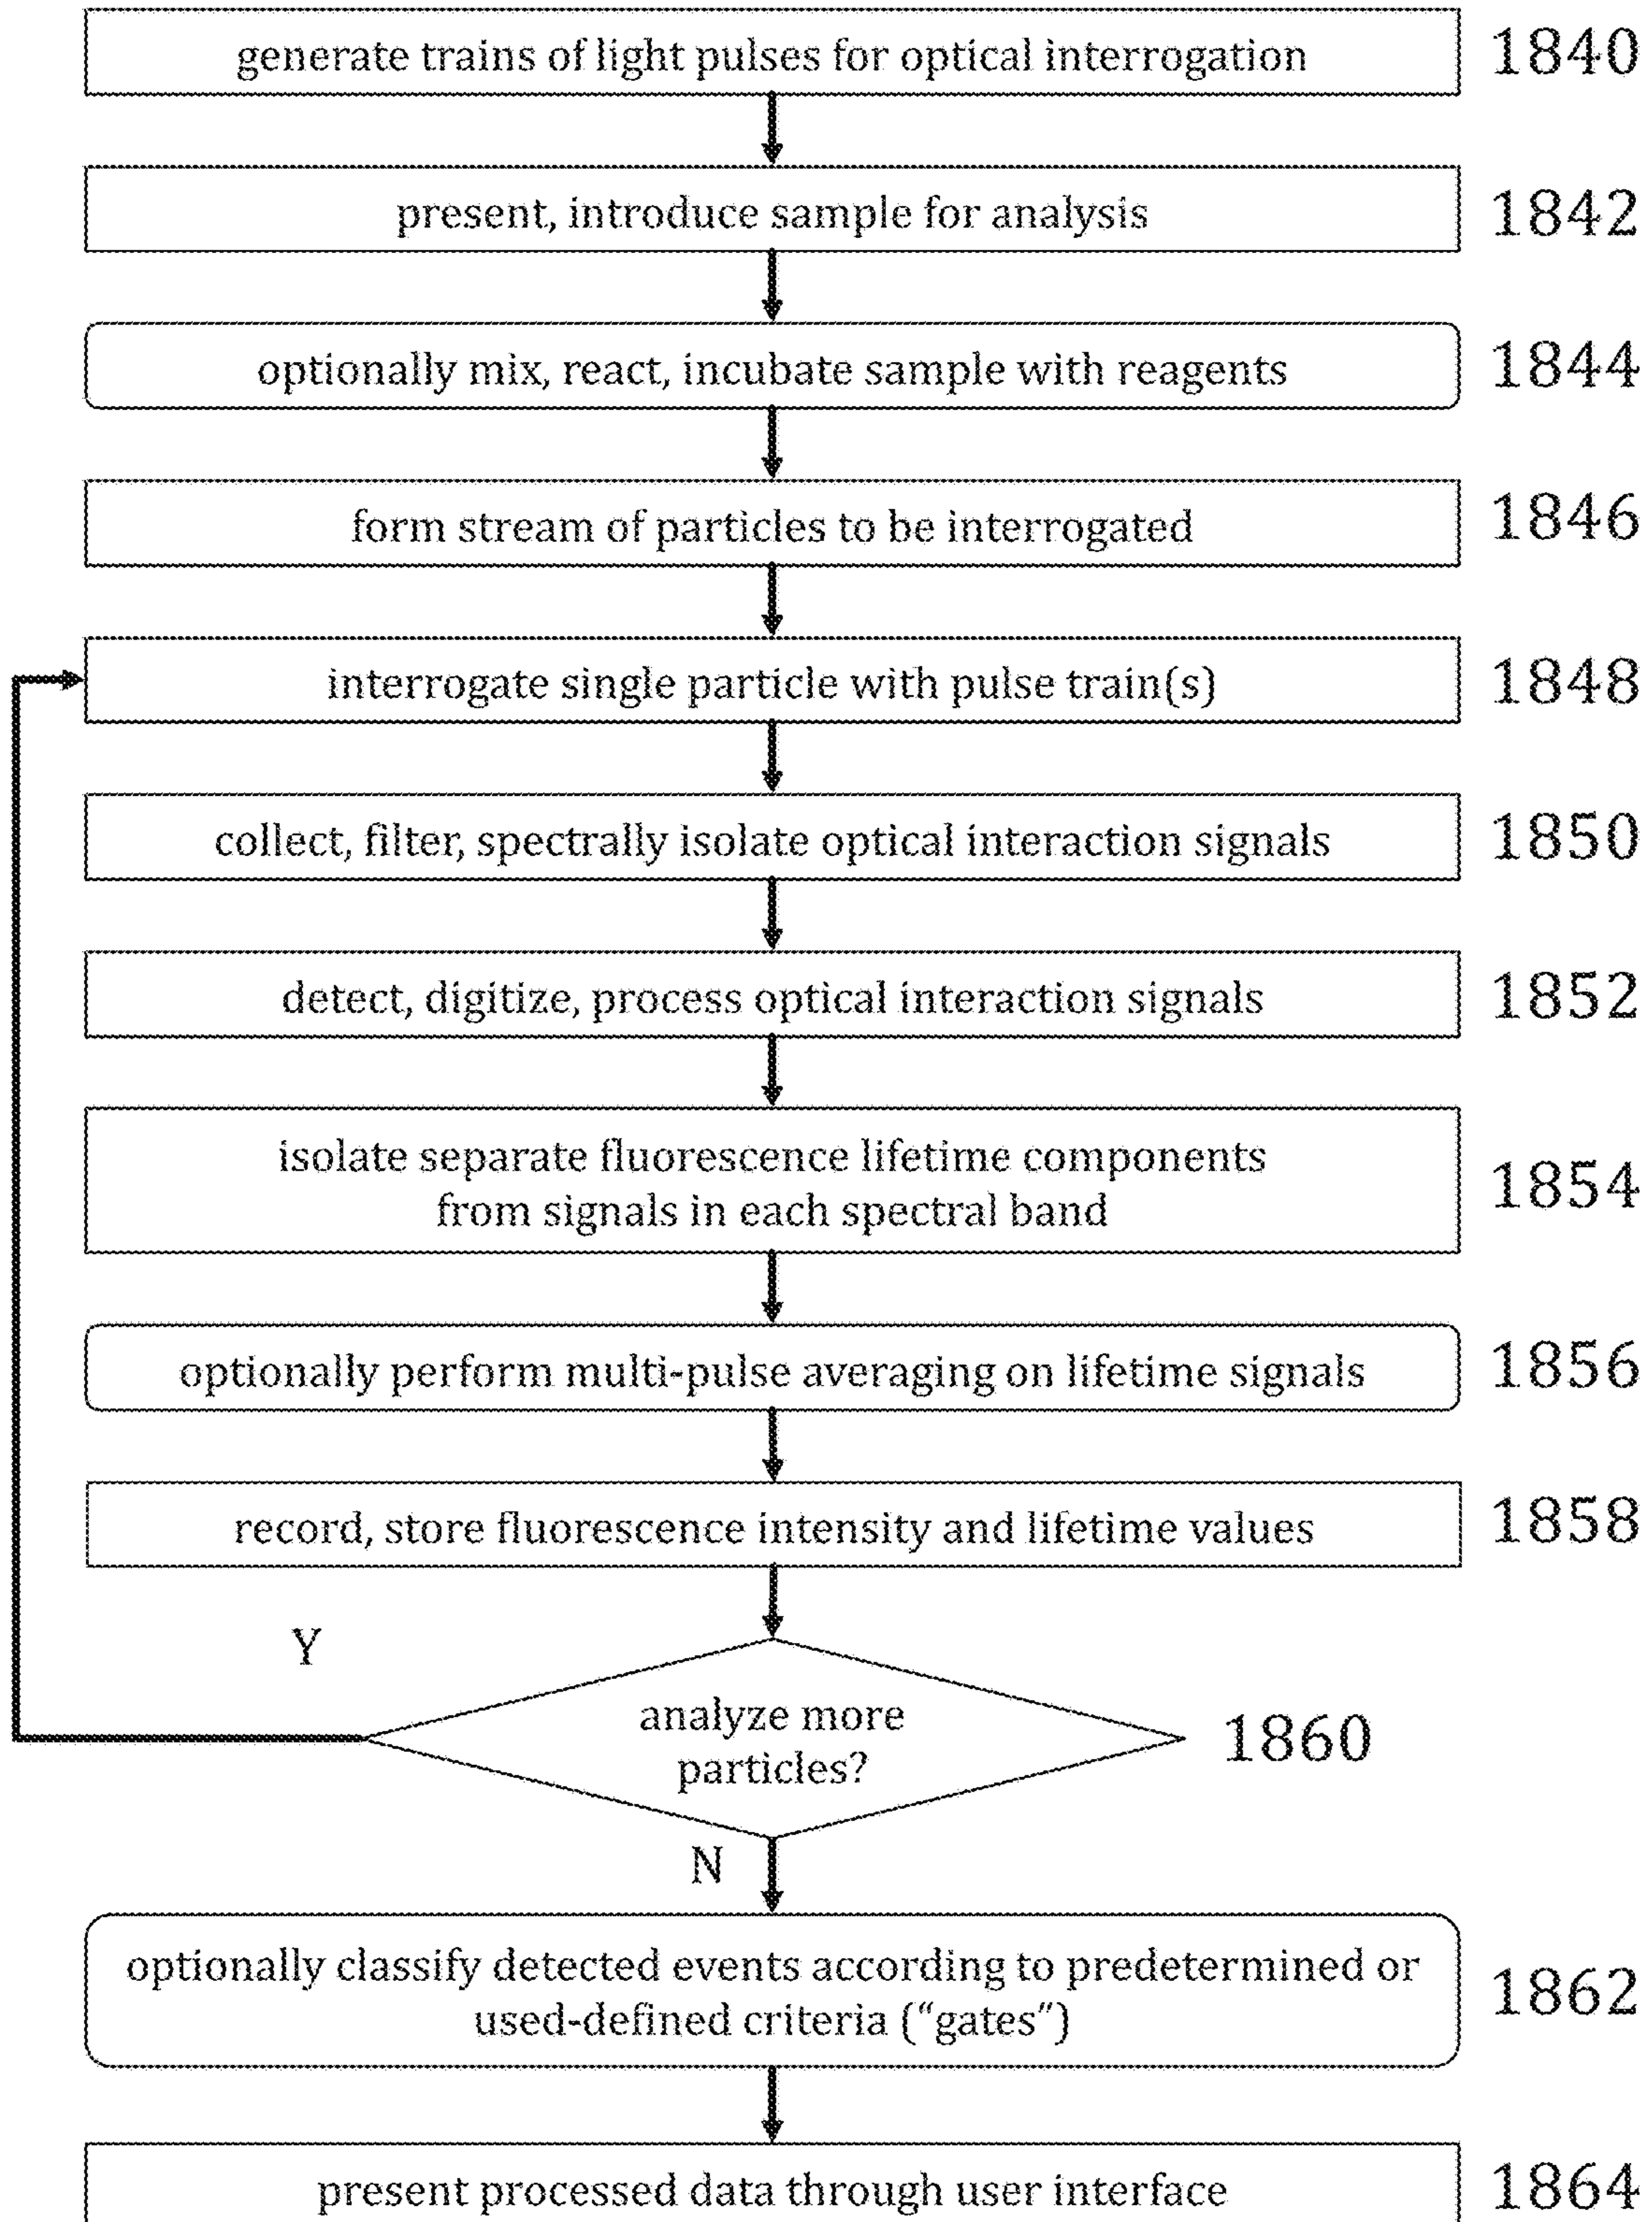 generate trains of light pulses for optical interrogation 1840
present, introduce sample for analysis 1842
optionally mix, react, incubate sample with reagents 1844
form stream of particles to be interrogated 1846
interrogate single particle with pulse train(s) 1848
collect, filter, spectrally isolate optical interaction signals 1850
detect, digitize, process optical interaction signals 1852
isolate separate fluorescence lifetime components
from signals in each spectral band
1854
optionally perform multi-pulse averaging on lifetime signals 1856
record, store fluorescence intensity and lifetime values 1858
Y
analyze more
particles?
1860
N
optionally classify detected events according to predetermined or
used-defined criteria (“gates”)
1862
present processed data through user interface 1864